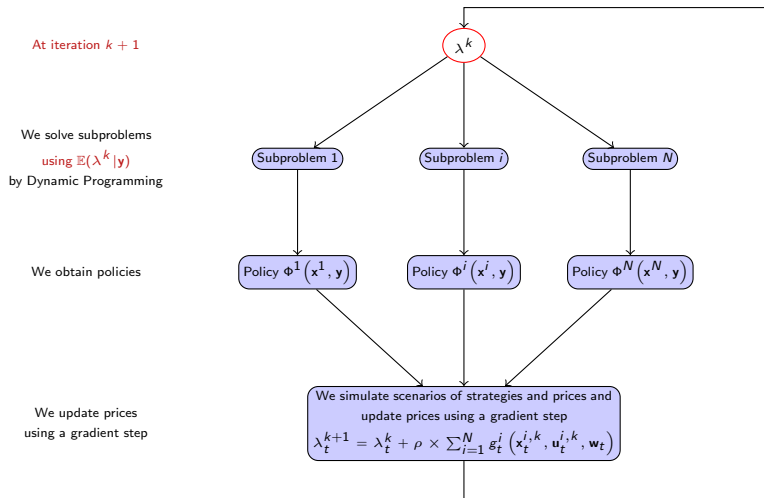 At iteration k + 1
λ^k
We solve subproblems
using 𝔼(λ^k |y)
by Dynamic Programming
Subproblem 1
Subproblem i
Subproblem N
We obtain policies
Policy Φ^1(x^1, y)
Policy Φ^i(x^i, y)
Policy Φ^N(x^N, y)
We update prices
using a gradient step
We simulate scenarios of strategies and prices and
update prices using a gradient step
λ_t^{k+1} = λ_t^k + ρ × ∑_{i=1}^N g_t^i (x_t^{i,k}, u_t^{i,k}, w_t)